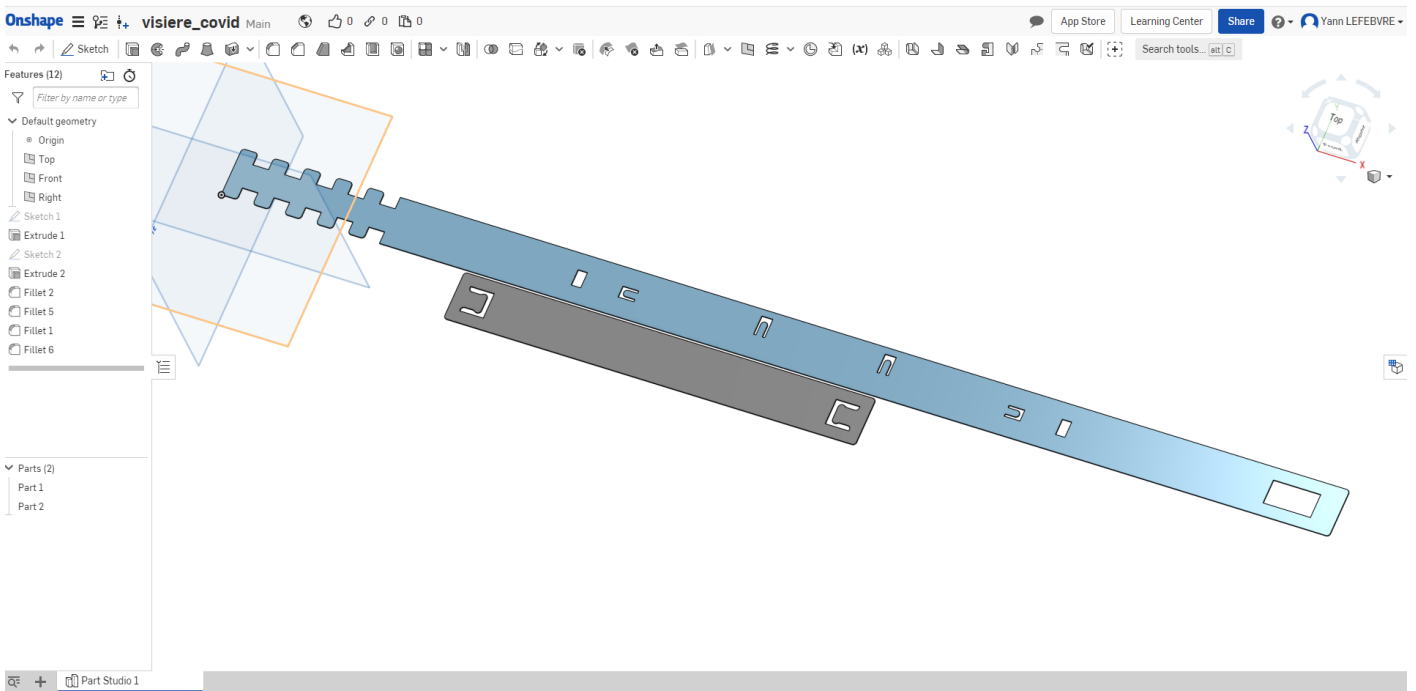 Onshape visiere_covid Main 0 0 0 App Store Learning Center Share Yann LEFEBVRE
Sketch (x) Search tools... alt C
Features (12)
Filter by name or type
Default geometry
Origin
Top
Front
Right
Sketch 1
Extrude 1
Sketch 2
Extrude 2
Fillet 2
Fillet 5
Fillet 1
Fillet 6
Parts (2)
Part 1
Part 2
Y
Top
Z
X
Part Studio 1